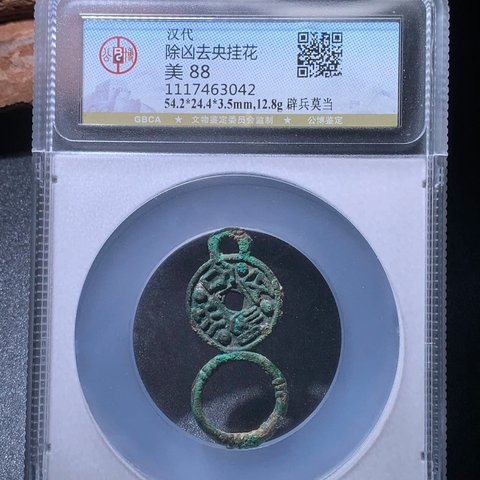 汉代
除凶去央挂花
美 88
1117463042
54.2*24.4*3.5mm,12.8g 辟兵莫当
GBCA ★ 文物鉴定委员会监制 ★ 公博鉴定